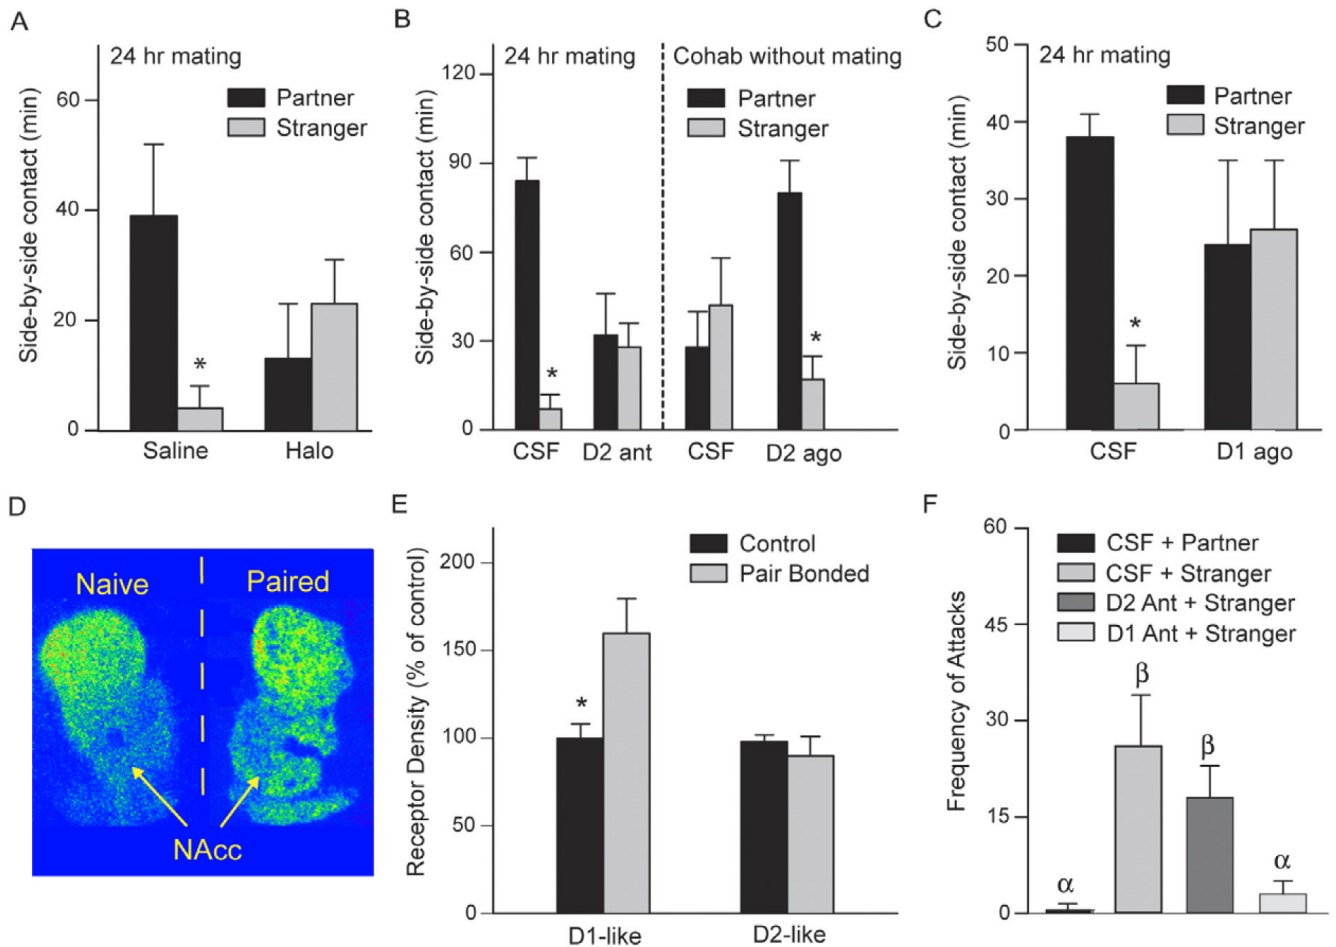 A
24 hr mating
Partner
Stranger
Side-by-side contact (min)
60
40
20
0
*
Saline
Halo
B
24 hr mating
Cohab without mating
Partner
Stranger
Partner
Stranger
Side-by-side contact (min)
120
90
60
30
0
*
*
CSF
D2 ant
CSF
D2 ago
C
24 hr mating
Partner
Stranger
Side-by-side contact (min)
50
40
30
20
10
0
*
CSF
D1 ago
D
Naive
Paired
NAcc
E
Control
Pair Bonded
Receptor Density (% of control)
200
150
100
50
0
*
D1-like
D2-like
F
CSF + Partner
CSF + Stranger
D2 Ant + Stranger
D1 Ant + Stranger
Frequency of Attacks
60
45
30
15
0
α
β
β
α